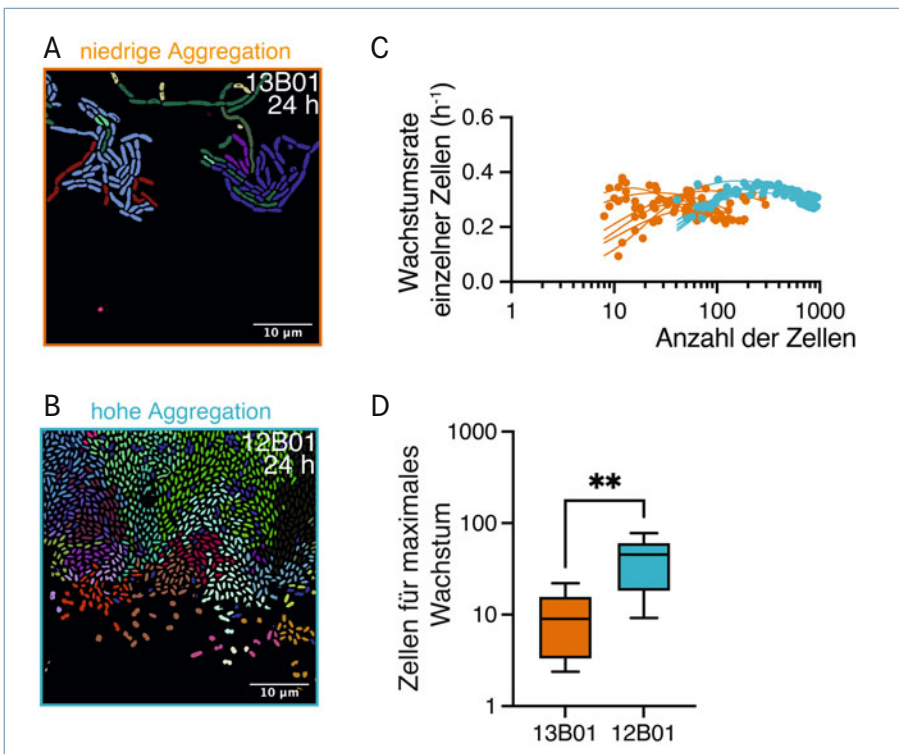 A
niedrige Aggregation
13B01
24 h
10 µm
B
hohe Aggregation
12B01
24 h
10 µm
C
Wachstumsrate
einzelner Zellen (h⁻¹)
0.6
0.4
0.2
0.0
1
10
100
1000
Anzahl der Zellen
D
Zellen für maximales
Wachstum
1000
100
10
1
**
13B01
12B01